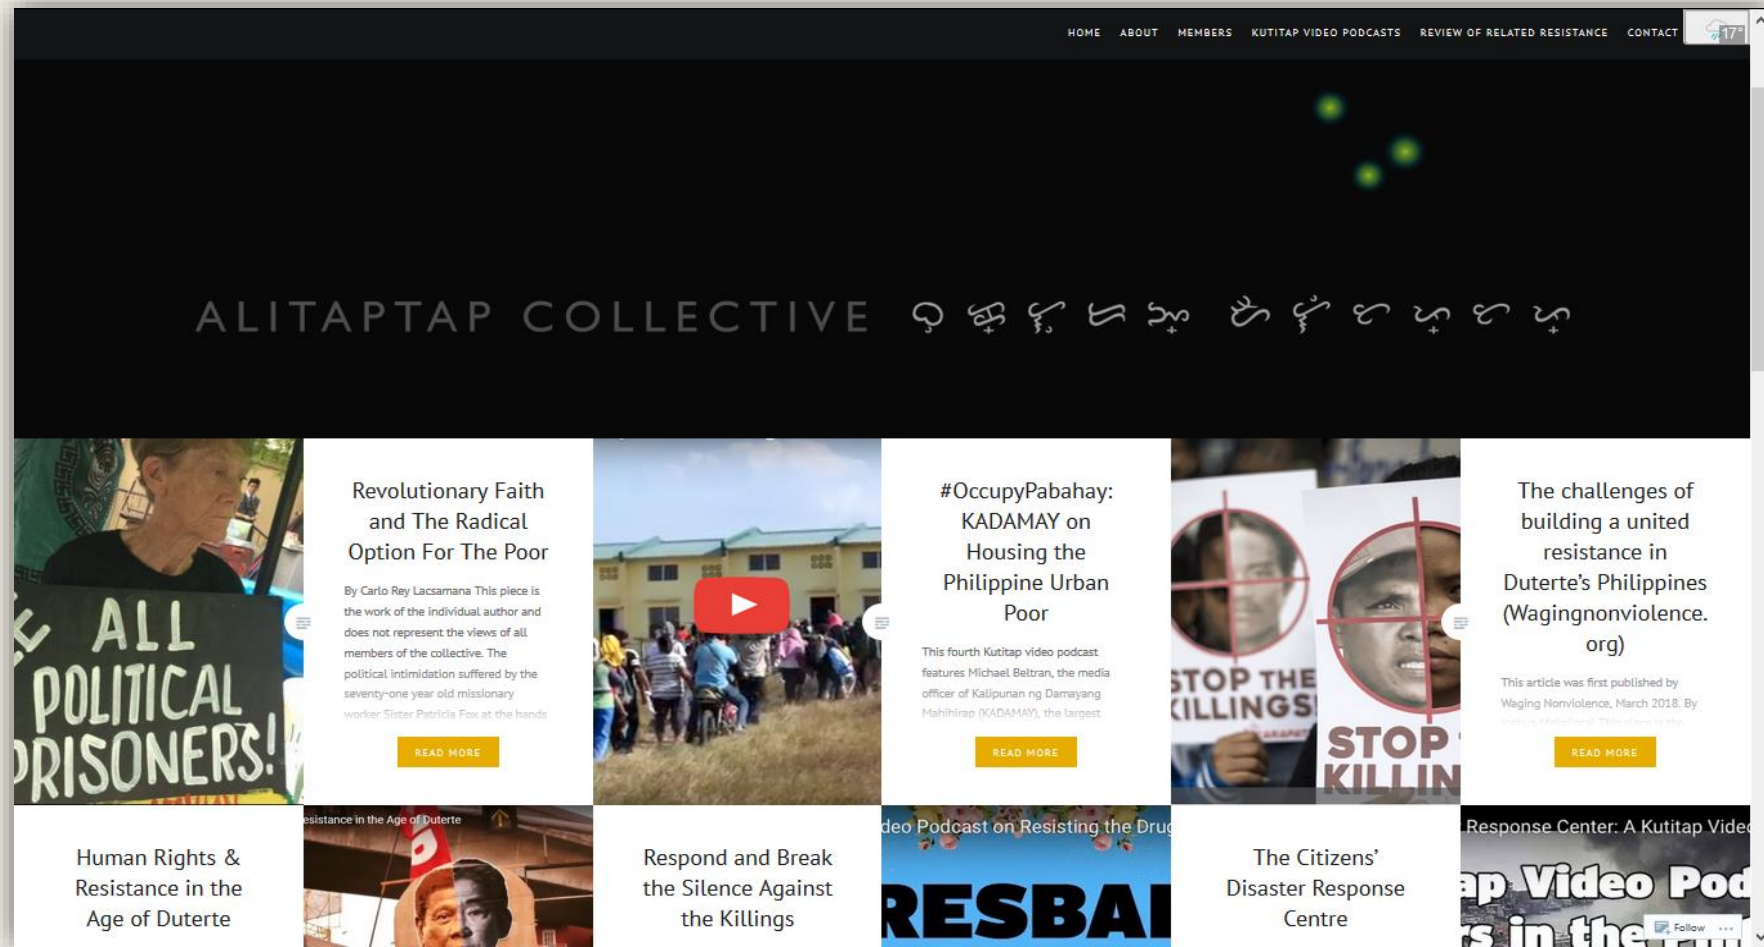 HOME ABOUT MEMBERS KUTITAP VIDEO PODCASTS REVIEW OF RELATED RESISTANCE CONTACT
17°
ALITAPTAP COLLECTIVE
ALL
POLITICAL
PRISONERS!
Revolutionary Faith
and The Radical
Option For The Poor
By Carlo Rey Lacsamana This piece is
the work of the individual author and
does not represent the views of all
members of the collective. The
political intimidation suffered by the
seventy-one year old missionary
worker Sister Patricia Fox at the hands
READ MORE
#OccupyPabahay:
KADAMAY on
Housing the
Philippine Urban
Poor
This fourth Kutitap video podcast
features Michael Beltran, the media
officer of Kalipunan ng Damayang
Mahihirap (KADAMAY), the largest
READ MORE
STOP THE
KILLINGS
STOP
KILLIN
The challenges of
building a united
resistance in
Duterte's Philippines
(Wagingnonviolence.
org)
This article was first published by
Waging Nonviolence, March 2018. By
READ MORE
Human Rights &
Resistance in the
Age of Duterte
esistance in the Age of Duterte
Respond and Break
the Silence Against
the Killings
deo Podcast on Resisting the Drug
RESBA
The Citizens'
Disaster Response
Centre
Response Center: A Kutitap Video
ap Video Pod
s in the
Follow